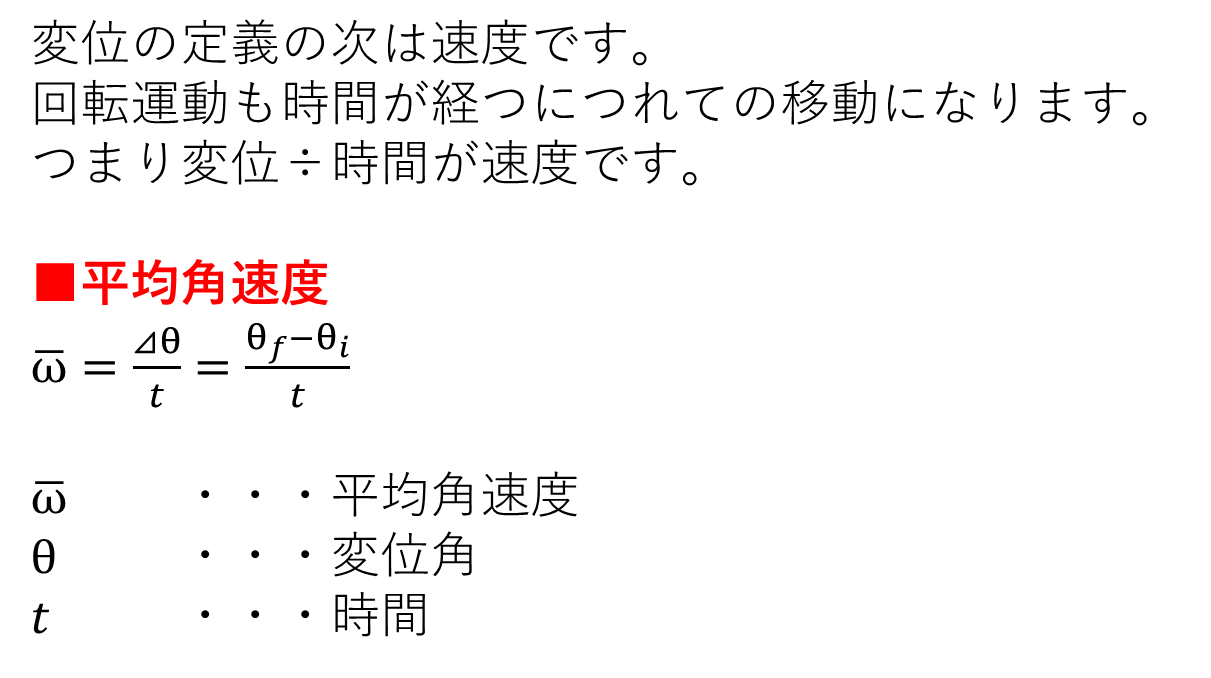 変位の定義の次は速度です。
回転運動も時間が経つにつれての移動になります。
つまり変位÷時間が速度です。
■平均角速度
ω̅ = ⊿θ/t = (θ_f−θ_i)/t
ω̅ ・・・平均角速度
θ ・・・変位角
t ・・・時間